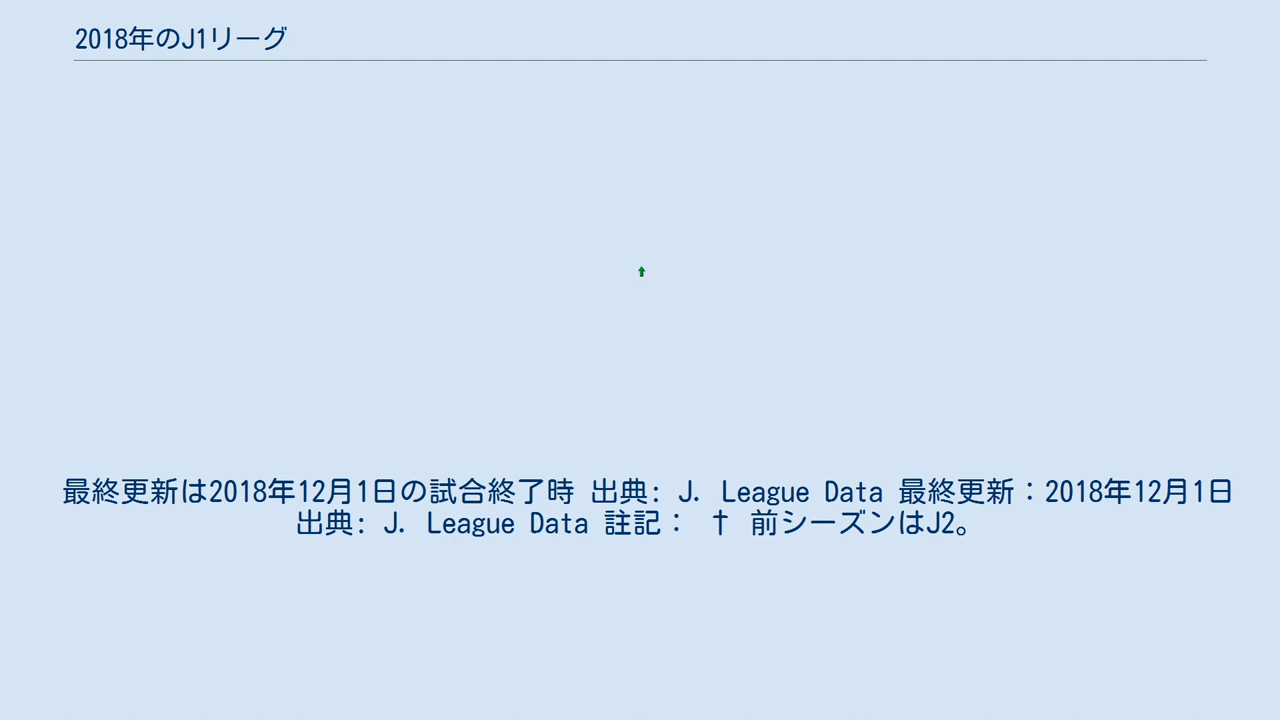 2018年のJ1リーグ
最終更新は2018年12月1日の試合終了時 出典: J. League Data 最終更新：2018年12月1日
出典: J. League Data 註記： † 前シーズンはJ2。